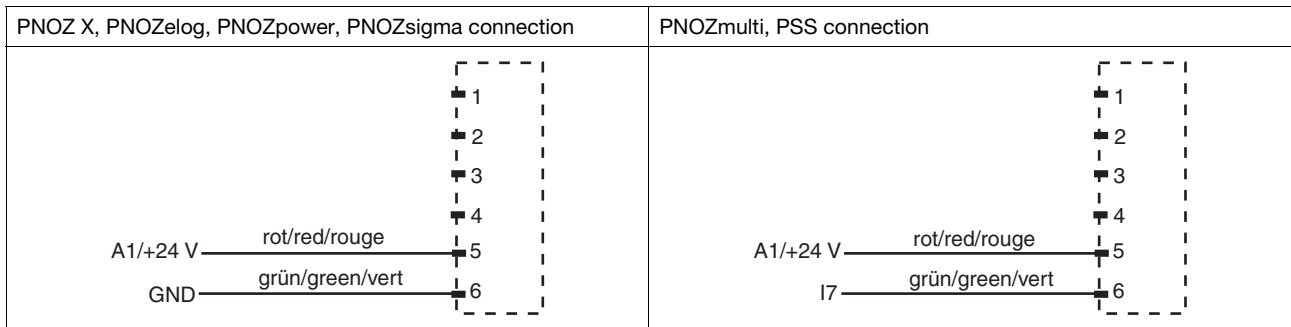 PNOZ X, PNOZelog, PNOZpower, PNOZsigma connection
1
2
3
4
A1/+24 V rot/red/rouge 5
GND grün/green/vert 6
PNOZmulti, PSS connection
1
2
3
4
A1/+24 V rot/red/rouge 5
I7 grün/green/vert 6